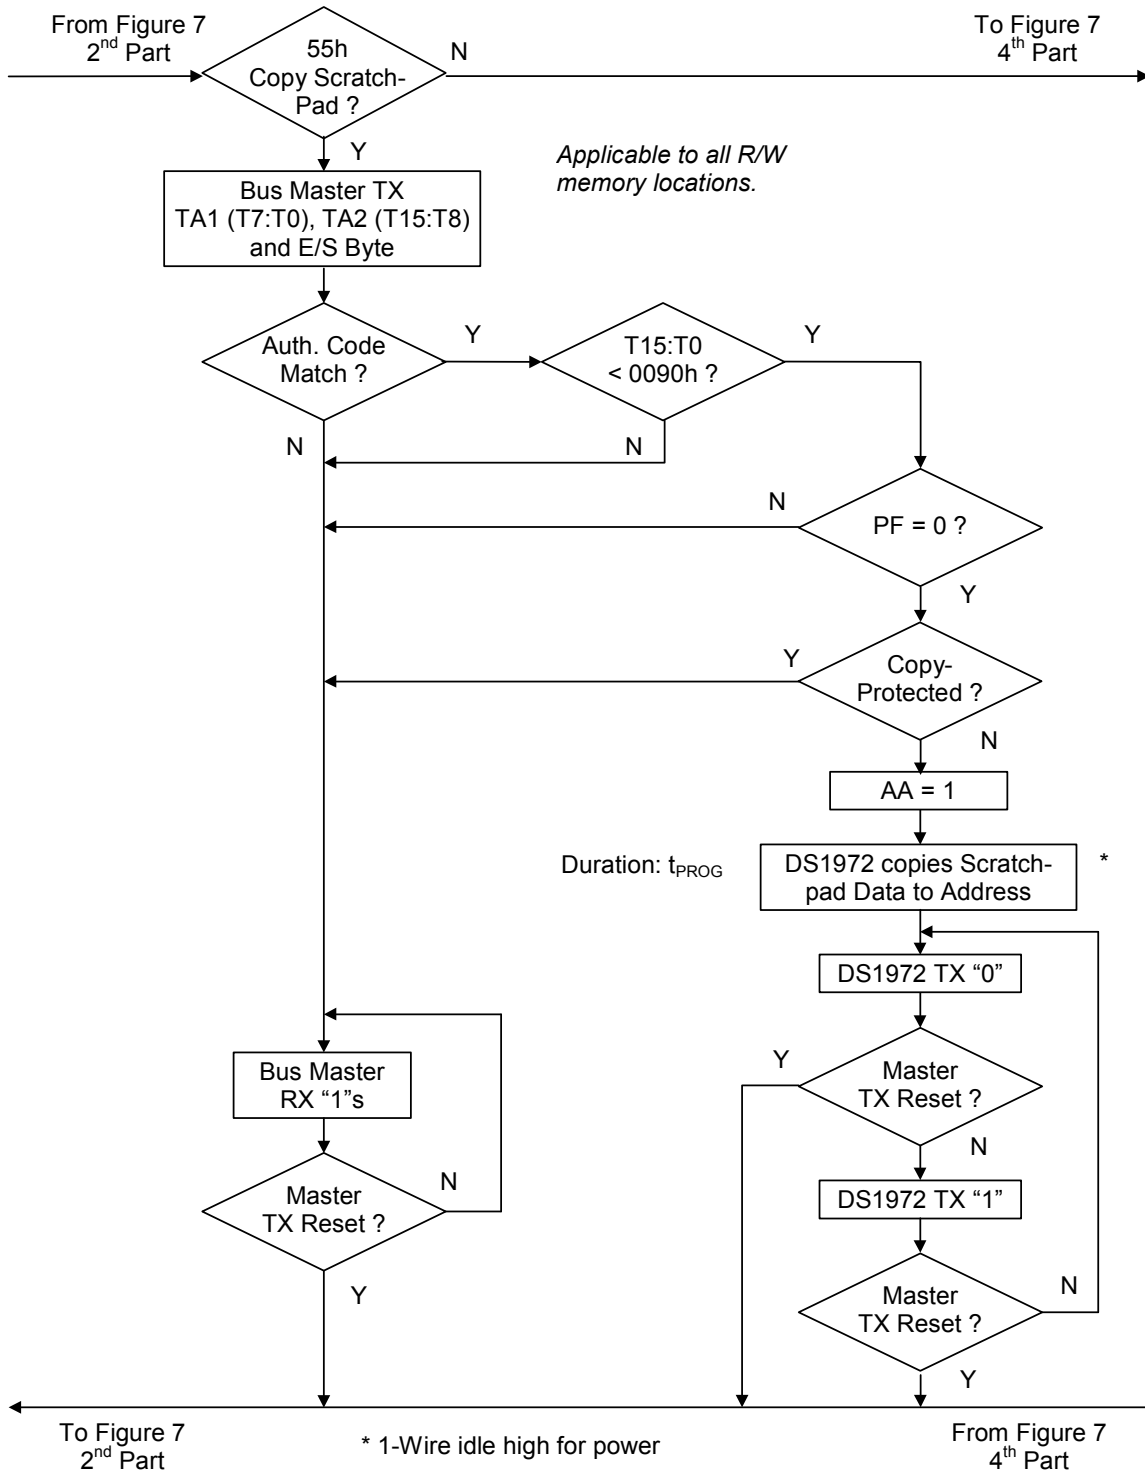 From Figure 7
2nd Part
55h
Copy Scratch-
Pad ?
N
To Figure 7
4th Part
Y
Applicable to all R/W
memory locations.
Bus Master TX
TA1 (T7:T0), TA2 (T15:T8)
and E/S Byte
Auth. Code
Match ?
Y
T15:T0
< 0090h ?
Y
N
N
N
PF = 0 ?
Y
Y
Copy-
Protected ?
N
AA = 1
Duration: tPROG
DS1972 copies Scratch-
pad Data to Address
*
DS1972 TX “0”
Y
Master
TX Reset ?
N
Bus Master
RX “1”s
DS1972 TX “1”
Master
TX Reset ?
N
Y
Master
TX Reset ?
N
Y
To Figure 7
2nd Part
* 1-Wire idle high for power
From Figure 7
4th Part